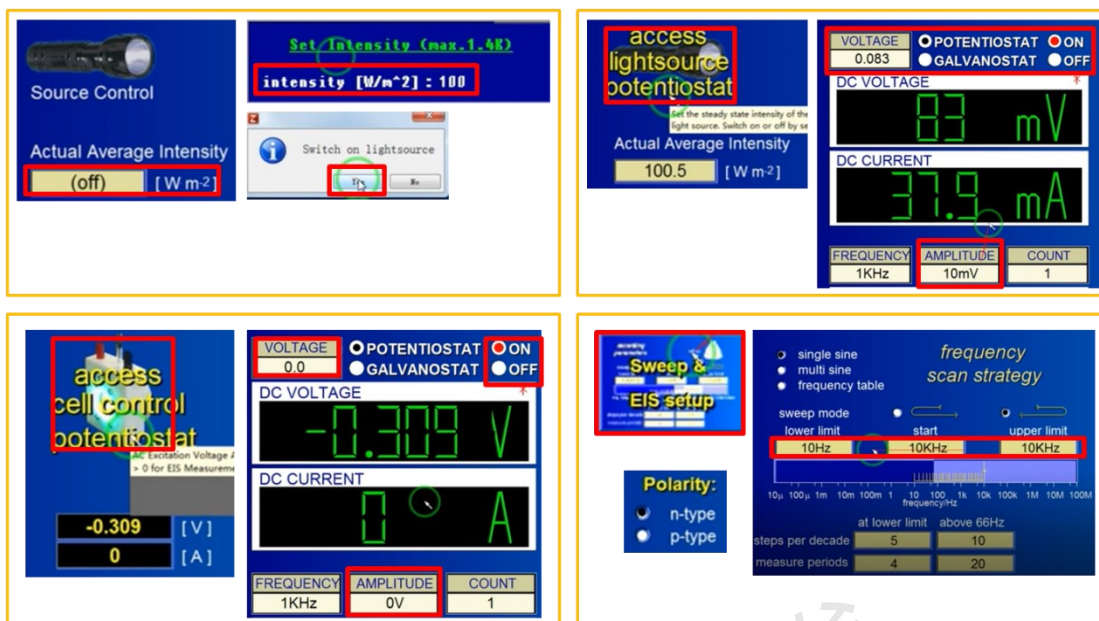 Source Control
Actual Average Intensity
(off) [ W m-2 ]
Set Intensity (max.1.4K)
intensity [W/m^2] : 100
Switch on lightsource
No
access
lightsource
potentiostat
Set the steady state intensity of the
light source. Switch on or off by se
Actual Average Intensity
100.5 [ W m-2 ]
VOLTAGE POTENTIOSTAT ON
0.083 GALVANOSTAT OFF
DC VOLTAGE *
83 mV
DC CURRENT
37.9 mA
FREQUENCY AMPLITUDE COUNT
1KHz 10mV 1
access
cell control
potentiostat
AC Excitation Voltage A
> 0 for EIS Measureme
-0.309 [ V ]
0 [ A ]
VOLTAGE POTENTIOSTAT ON
0.0 GALVANOSTAT OFF
DC VOLTAGE *
-0.309 V
DC CURRENT
0 A
FREQUENCY AMPLITUDE COUNT
1KHz 0V 1
recording
parameters
Sweep &
EIS setup
Polarity:
n-type
p-type
single sine
multi sine
frequency table
frequency
scan strategy
sweep mode
lower limit start upper limit
10Hz 10KHz 10KHz
10μ 100μ 1m 10m 100m 1 10 100 1k 10k 100k 1M 10M 100M
frequency/Hz
at lower limit above 66Hz
steps per decade 5 10
measure periods 4 20